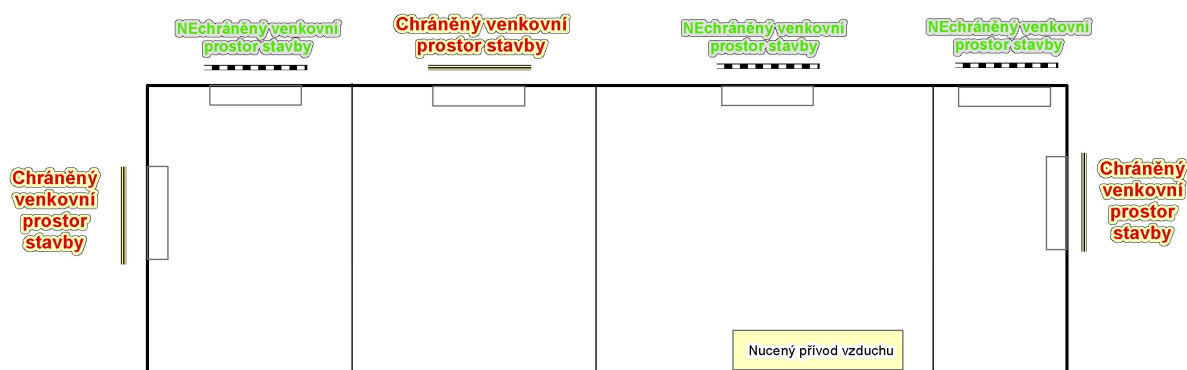 NEchráněný venkovní
prostor stavby
Chráněný venkovní
prostor stavby
NEchráněný venkovní
prostor stavby
NEchráněný venkovní
prostor stavby
Chráněný
venkovní
prostor
stavby
Chráněný
venkovní
prostor
stavby
Nucený přívod vzduchu